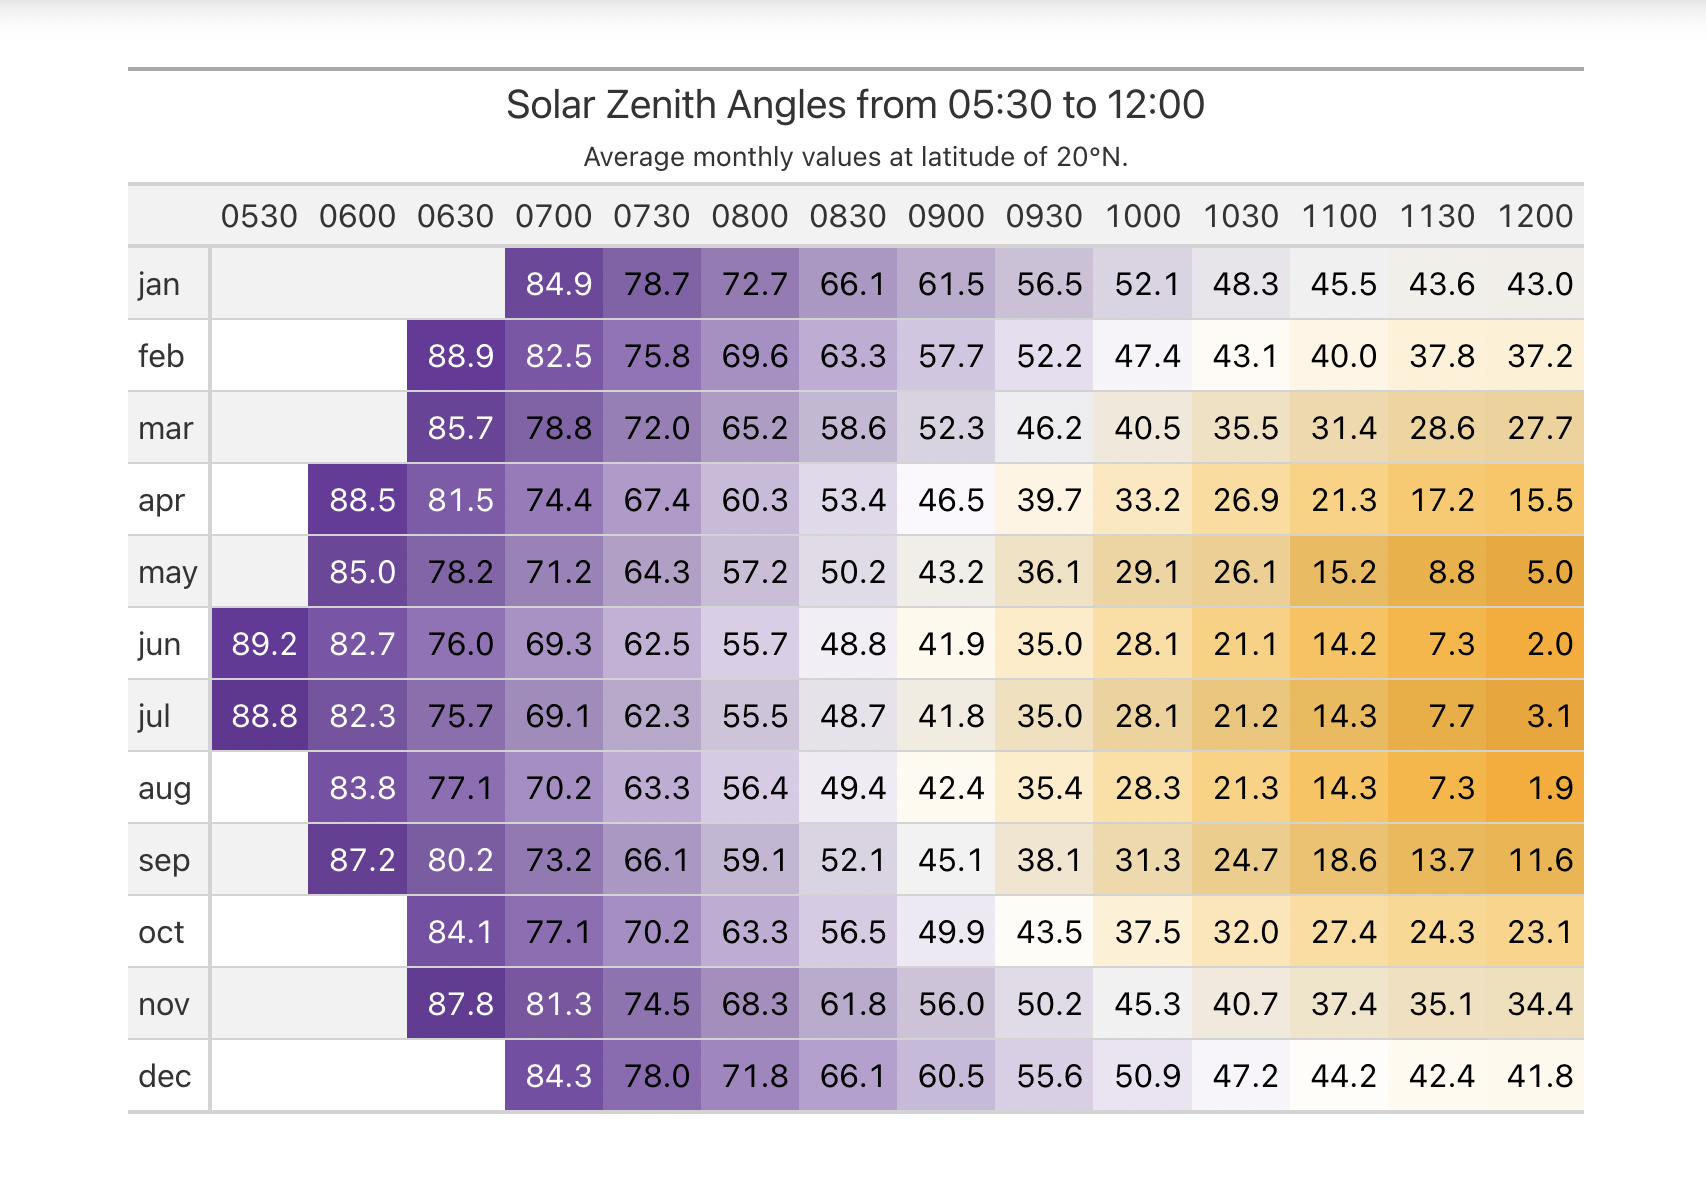 Solar Zenith Angles from 05:30 to 12:00
Average monthly values at latitude of 20°N.
0530 0600 0630 0700 0730 0800 0830 0900 0930 1000 1030 1100 1130 1200
jan 84.9 78.7 72.7 66.1 61.5 56.5 52.1 48.3 45.5 43.6 43.0
feb 88.9 82.5 75.8 69.6 63.3 57.7 52.2 47.4 43.1 40.0 37.8 37.2
mar 85.7 78.8 72.0 65.2 58.6 52.3 46.2 40.5 35.5 31.4 28.6 27.7
apr 88.5 81.5 74.4 67.4 60.3 53.4 46.5 39.7 33.2 26.9 21.3 17.2 15.5
may 85.0 78.2 71.2 64.3 57.2 50.2 43.2 36.1 29.1 26.1 15.2 8.8 5.0
jun 89.2 82.7 76.0 69.3 62.5 55.7 48.8 41.9 35.0 28.1 21.1 14.2 7.3 2.0
jul 88.8 82.3 75.7 69.1 62.3 55.5 48.7 41.8 35.0 28.1 21.2 14.3 7.7 3.1
aug 83.8 77.1 70.2 63.3 56.4 49.4 42.4 35.4 28.3 21.3 14.3 7.3 1.9
sep 87.2 80.2 73.2 66.1 59.1 52.1 45.1 38.1 31.3 24.7 18.6 13.7 11.6
oct 84.1 77.1 70.2 63.3 56.5 49.9 43.5 37.5 32.0 27.4 24.3 23.1
nov 87.8 81.3 74.5 68.3 61.8 56.0 50.2 45.3 40.7 37.4 35.1 34.4
dec 84.3 78.0 71.8 66.1 60.5 55.6 50.9 47.2 44.2 42.4 41.8